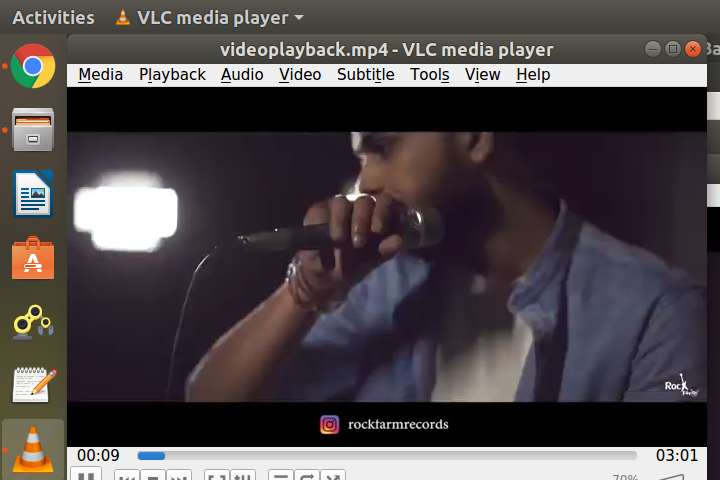 Activities VLC media player
videoplayback.mp4 - VLC media player
Media Playback Audio Video Subtitle Tools View Help
Rock
rockfarmrecords
00:09 03:01
70%